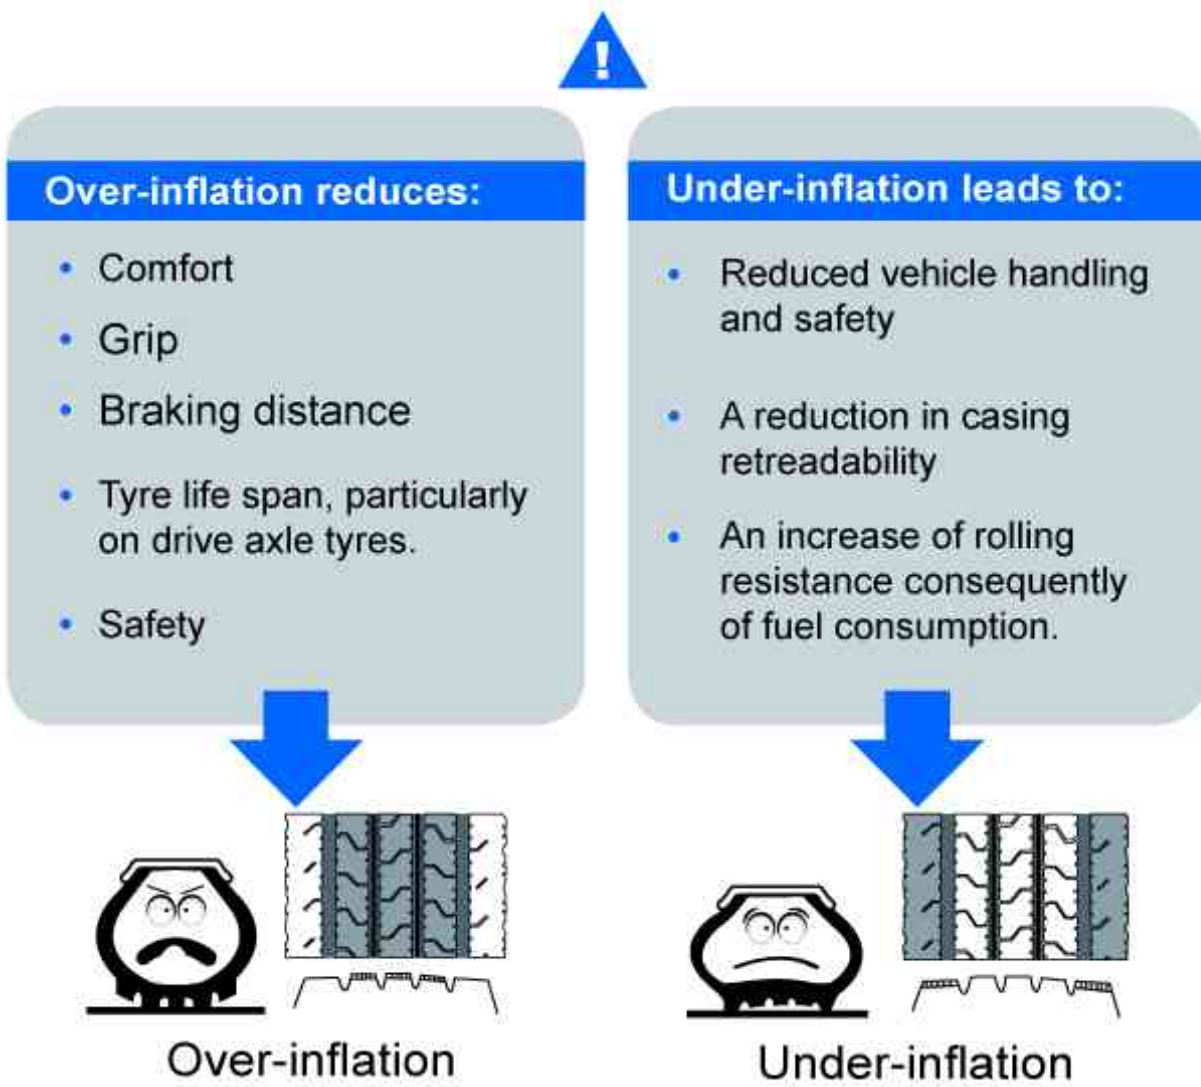 !
Over-inflation reduces:
• Comfort
• Grip
• Braking distance
• Tyre life span, particularly
on drive axle tyres.
• Safety
Under-inflation leads to:
• Reduced vehicle handling
and safety
• A reduction in casing
retreadability
• An increase of rolling
resistance consequently
of fuel consumption.
Over-inflation
Under-inflation